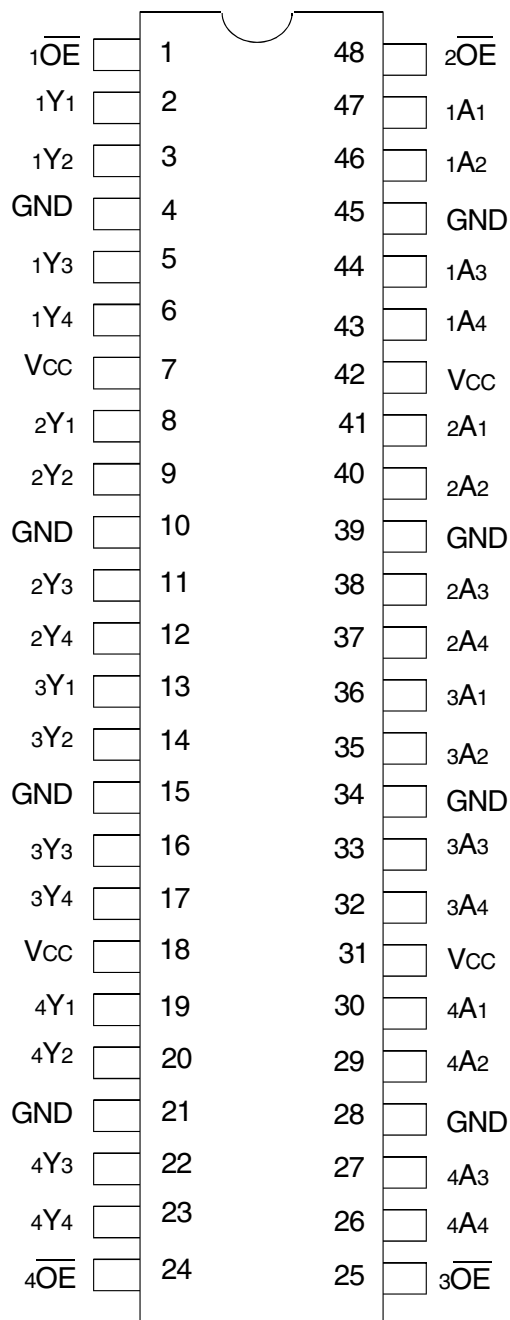 1OE 1 48 2OE
1Y1 2 47 1A1
1Y2 3 46 1A2
GND 4 45 GND
1Y3 5 44 1A3
1Y4 6 43 1A4
VCC 7 42 VCC
2Y1 8 41 2A1
2Y2 9 40 2A2
GND 10 39 GND
2Y3 11 38 2A3
2Y4 12 37 2A4
3Y1 13 36 3A1
3Y2 14 35 3A2
GND 15 34 GND
3Y3 16 33 3A3
3Y4 17 32 3A4
VCC 18 31 VCC
4Y1 19 30 4A1
4Y2 20 29 4A2
GND 21 28 GND
4Y3 22 27 4A3
4Y4 23 26 4A4
4OE 24 25 3OE